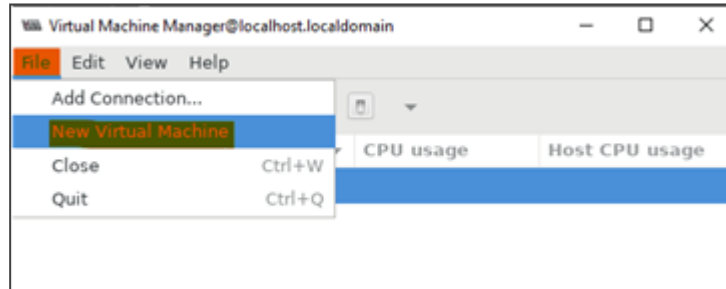 Virtual Machine Manager@localhost.localdomain
File Edit View Help
Add Connection...
New Virtual Machine
CPU usage Host CPU usage
Close Ctrl+W
Quit Ctrl+Q